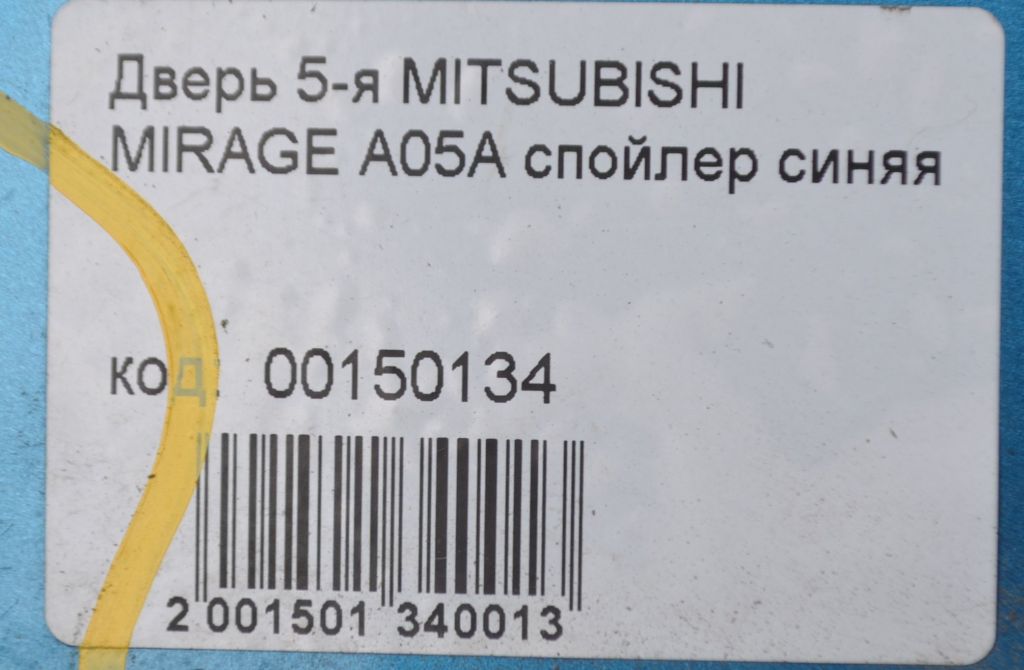 Дверь 5-я MITSUBISHI
MIRAGE A05A спойлер синяя
код: 00150134
2 001501 340013